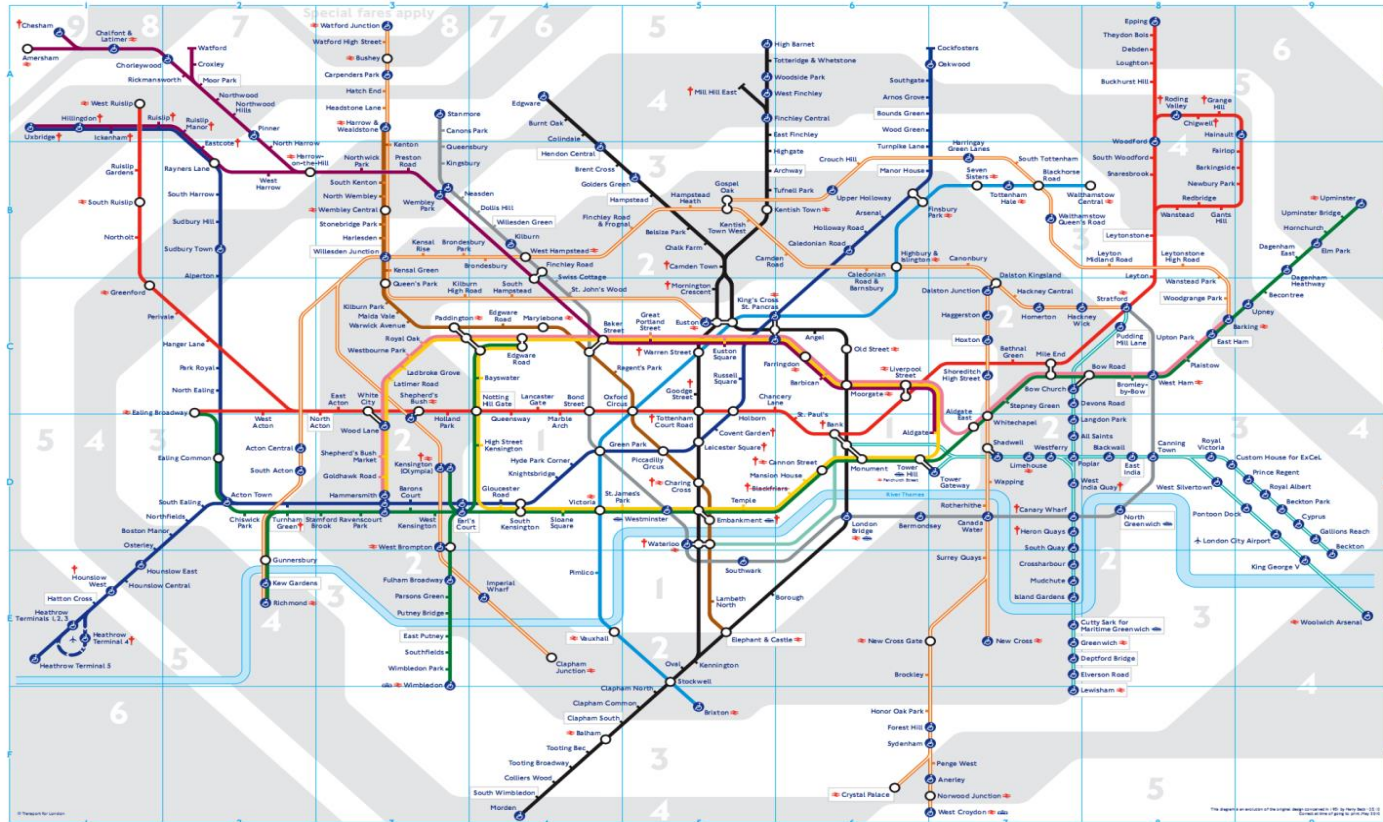 1
2
3
4
5
6
7
8
9
Special fares apply
9
8
7
8
7
6
5
4
5
6
Chesham
Chalfont &
Latimer
Amersham
Chorleywood
Rickmansworth
Watford
Croxley
Moor Park
Northwood
Northwood
Hills
Pinner
North Harrow
Harrow-
on-the-Hill
West Ruislip
Hillingdon
Uxbridge
Ickenham
Ruislip
Ruislip
Manor
Eastcote
Rayners Lane
West
Harrow
Ruislip
Gardens
South Ruislip
Northolt
Greenford
Perivale
Hanger Lane
South Harrow
Sudbury Hill
Sudbury Town
Alperton
Park Royal
North Ealing
Watford Junction
Watford High Street
Bushey
Carpenders Park
Hatch End
Headstone Lane
Harrow &
Wealdstone
Kenton
Northwick
Park
Preston
Road
South Kenton
North Wembley
Wembley Central
Stonebridge Park
Harlesden
Willesden Junction
Kensal Green
Queen's Park
Kilburn Park
Maida Vale
Warwick Avenue
Royal Oak
Westbourne Park
Ladbroke Grove
Latimer Road
Stanmore
Canons Park
Queensbury
Kingsbury
Wembley
Park
Neasden
Dollis Hill
Willesden Green
Kilburn
West Hampstead
Finchley Road
Swiss Cottage
St. John's Wood
Kensal
Rise
Brondesbury
Park
Brondesbury
Kilburn
High Road
South
Hampstead
Finchley Road
& Frognal
Edgware
Burnt Oak
Colindale
Hendon Central
Brent Cross
Golders Green
Hampstead
Belsize Park
Chalk Farm
Camden Town
Mornington
Crescent
Euston
High Barnet
Totteridge & Whetstone
Woodside Park
Mill Hill East
West Finchley
Finchley Central
East Finchley
Highgate
Archway
Tufnell Park
Kentish Town
Gospel
Oak
Hampstead
Heath
Kentish
Town West
Camden
Road
Caledonian
Road &
Barnsbury
Cockfosters
Oakwood
Southgate
Arnos Grove
Bounds Green
Wood Green
Turnpike Lane
Manor House
Finsbury
Park
Arsenal
Holloway Road
Caledonian Road
King's Cross
St. Pancras
Crouch Hill
Upper Holloway
Harringay
Green Lanes
South Tottenham
Seven
Sisters
Tottenham
Hale
Blackhorse
Road
Walthamstow
Central
Walthamstow
Queen's Road
Leyton
Midland Road
Leytonstone
High Road
Wanstead Park
Woodgrange Park
Highbury &
Islington
Canonbury
Dalston Kingsland
Dalston Junction
Hackney Central
Homerton
Hackney
Wick
Haggerston
Hoxton
Shoreditch
High Street
Epping
Theydon Bois
Debden
Loughton
Buckhurst Hill
Roding
Valley
Chigwell
Grange
Hill
Hainault
Fairlop
Barkingside
Newbury Park
Gants
Hill
Redbridge
Wanstead
Woodford
South Woodford
Snaresbrook
Leytonstone
Leyton
Stratford
Pudding
Mill Lane
Upminster
Upminster Bridge
Hornchurch
Elm Park
Dagenham
East
Dagenham
Heathway
Becontree
Upney
Barking
East Ham
Upton Park
Plaistow
West Ham
Bromley-
by-Bow
Bow Road
Bow Church
Mile End
Bethnal
Green
Stepney Green
Whitechapel
Aldgate
East
Aldgate
Paddington
Edgware
Road
Marylebone
Edgware
Road
Baker
Street
Great
Portland
Street
Warren Street
Euston
Square
Angel
Old Street
Farringdon
Barbican
Moorgate
Liverpool
Street
Russell
Square
Goodge
Street
Regent's Park
Bayswater
Notting
Hill Gate
Queensway
Lancaster
Gate
Marble
Arch
Bond
Street
Oxford
Circus
Tottenham
Court Road
Holborn
Chancery
Lane
St. Paul's
Bank
Monument
Ealing Broadway
West
Acton
North
Acton
East
Acton
White
City
Shepherd's
Bush
Holland
Park
Wood Lane
Shepherd's Bush
Market
Goldhawk Road
Hammersmith
Acton Central
South Acton
Ealing
Common
Acton Town
South Ealing
Northfields
Boston Manor
Osterley
Hounslow East
Hounslow Central
Hounslow
West
Hatton Cross
Heathrow
Terminals 1, 2, 3
Heathrow
Terminal 4
Heathrow Terminal 5
Chiswick
Park
Turnham
Green
Stamford
Brook
Ravenscourt
Park
Barons
Court
West
Kensington
Kensington
(Olympia)
Earl's
Court
High Street
Kensington
Gloucester
Road
South
Kensington
Knightsbridge
Hyde Park Corner
Green Park
Piccadilly
Circus
Covent Garden
Leicester Square
Charing
Cross
Sloane
Square
Victoria
St. James's
Park
Westminster
Embankment
Temple
Blackfriars
Mansion House
Cannon Street
Tower
Hill
Fenchurch Street
Tower
Gateway
River Thames
Waterloo
Southwark
London
Bridge
Bermondsey
Canada
Water
Rotherhithe
Wapping
Shadwell
Limehouse
Westferry
Poplar
Blackwall
East
India
Canning
Town
Royal
Victoria
Custom House for ExCeL
Prince Regent
Royal Albert
Beckton Park
Cyprus
Gallions Reach
Beckton
West Silvertown
Pontoon Dock
London City Airport
King George V
Woolwich Arsenal
Devons Road
Langdon Park
All Saints
West
India Quay
Canary Wharf
Heron Quays
South Quay
Crossharbour
Mudchute
Island Gardens
Cutty Sark for
Maritime Greenwich
Greenwich
Deptford Bridge
Elverson Road
Lewisham
North
Greenwich
Surrey Quays
New Cross Gate
New Cross
Brockley
Honor Oak Park
Forest Hill
Sydenham
Crystal Palace
Penge West
Anerley
Norwood Junction
West Croydon
Gunnersbury
Kew Gardens
Richmond
West Brompton
Fulham Broadway
Parsons Green
Putney Bridge
East Putney
Southfields
Wimbledon Park
Wimbledon
Imperial
Wharf
Clapham
Junction
Pimlico
Vauxhall
Lambeth
North
Elephant & Castle
Borough
Kennington
Oval
Stockwell
Brixton
Clapham North
Clapham Common
Clapham South
Balham
Tooting Bec
Tooting Broadway
Colliers Wood
South Wimbledon
Morden
A
B
C
D
E
F
© Transport for London